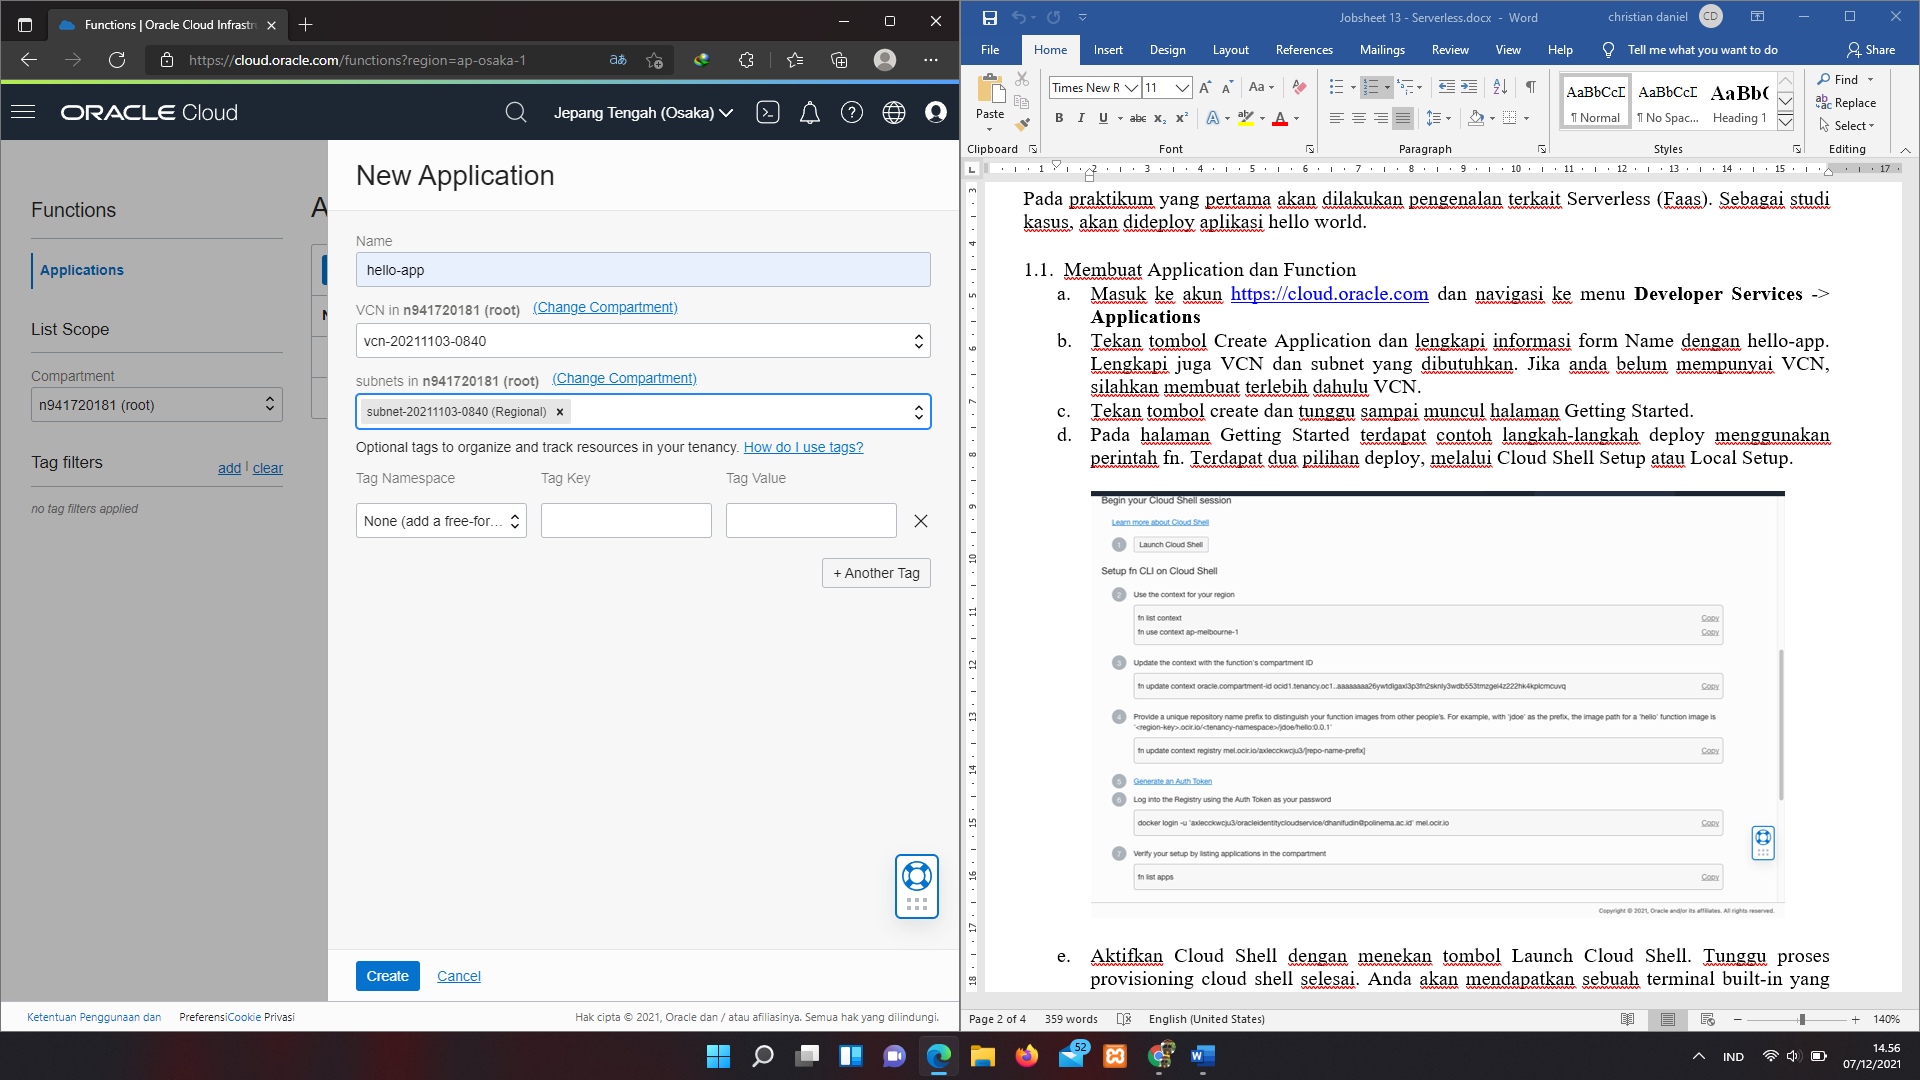 Functions | Oracle Cloud Infrastr
https://cloud.oracle.com/functions?region=ap-osaka-1
ORACLE Cloud
Jepang Tengah (Osaka)
Functions
Applications
List Scope
Compartment
n941720181 (root)
Tag filters
add | clear
no tag filters applied
New Application
Name
hello-app
VCN in n941720181 (root) (Change Compartment)
vcn-20211103-0840
subnets in n941720181 (root) (Change Compartment)
subnet-20211103-0840 (Regional) ×
Optional tags to organize and track resources in your tenancy. How do I use tags?
Tag Namespace Tag Key Tag Value
None (add a free-for...
+ Another Tag
Create Cancel
Ketentuan Penggunaan dan PreferensiCookie Privasi
Hak cipta © 2021, Oracle dan / atau afiliasinya. Semua hak yang dilindungi.
Jobsheet 13 - Serverless.docx - Word
christian daniel CD
File Home Insert Design Layout References Mailings Review View Help Tell me what you want to do Share
Paste
Times New R 11
AaBbCcD AaBbCcD AaBb(
¶ Normal ¶ No Spac... Heading 1
Find
Replace
Select
Clipboard Font Paragraph Styles Editing
Pada praktikum yang pertama akan dilakukan pengenalan terkait Serverless (Faas). Sebagai studi
kasus, akan dideploy aplikasi hello world.
1.1. Membuat Application dan Function
a. Masuk ke akun https://cloud.oracle.com dan navigasi ke menu Developer Services ->
Applications
b. Tekan tombol Create Application dan lengkapi informasi form Name dengan hello-app.
Lengkapi juga VCN dan subnet yang dibutuhkan. Jika anda belum mempunyai VCN,
silahkan membuat terlebih dahulu VCN.
c. Tekan tombol create dan tunggu sampai muncul halaman Getting Started.
d. Pada halaman Getting Started terdapat contoh langkah-langkah deploy menggunakan
perintah fn. Terdapat dua pilihan deploy, melalui Cloud Shell Setup atau Local Setup.
Begin your Cloud Shell session
Learn more about Cloud Shell
1 Launch Cloud Shell
Setup fn CLI on Cloud Shell
2 Use the context for your region
fn list context Copy
fn use context ap-melbourne-1 Copy
3 Update the context with the function's compartment ID
Copy
4 Provide a unique repository name prefix to distinguish your function images from other people's. For example, with 'jdoe' as the prefix, the image path for a 'hello' function image is
'<region-key>.ocir.io/<tenancy-namespace>/jdoe/hello:0.0.1'
fn update context registry mel.ocir.io/axlecckwcju3/[repo-name-prefix] Copy
5 Generate an Auth Token
6 Log into the Registry using the Auth Token as your password
docker login -u 'axlecckwcju3/oracleidentitycloudservice/dhanifudin@polinema.ac.id' mel.ocir.io Copy
7 Verify your setup by listing applications in the compartment
fn list apps Copy
Copyright © 2021, Oracle and/or its affiliates. All rights reserved.
e. Aktifkan Cloud Shell dengan menekan tombol Launch Cloud Shell. Tunggu proses
provisioning cloud shell selesai. Anda akan mendapatkan sebuah terminal built-in yang
Page 2 of 4 359 words English (United States) 140%
52
IND
14.56
07/12/2021